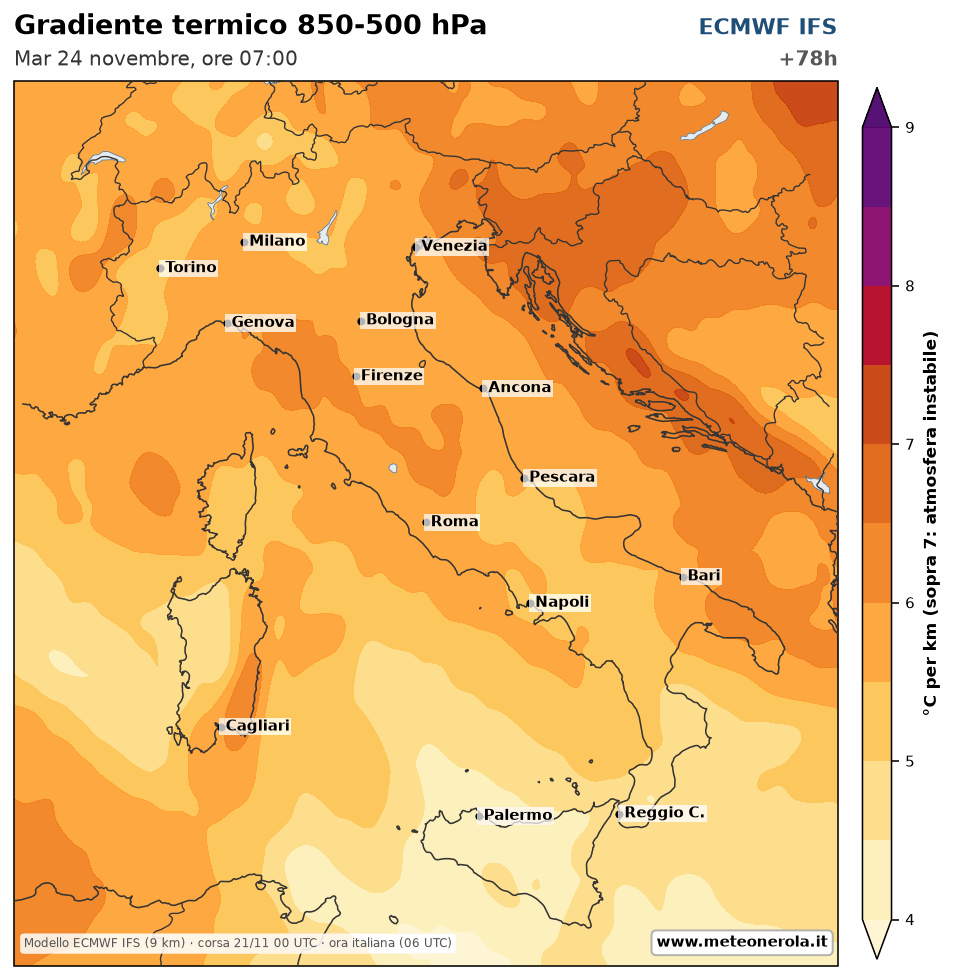 Gradiente termico 850-500 hPa
ECMWF IFS
Mar 24 novembre, ore 07:00
+78h
Milano
Venezia
Torino
Genova
Bologna
Firenze
Ancona
Pescara
Roma
Bari
Napoli
Cagliari
Palermo
Reggio C.
9
8
7
6
5
4
°C per km (sopra 7: atmosfera instabile)
Modello ECMWF IFS (9 km) · corsa 21/11 00 UTC · ora italiana (06 UTC)
www.meteonerola.it